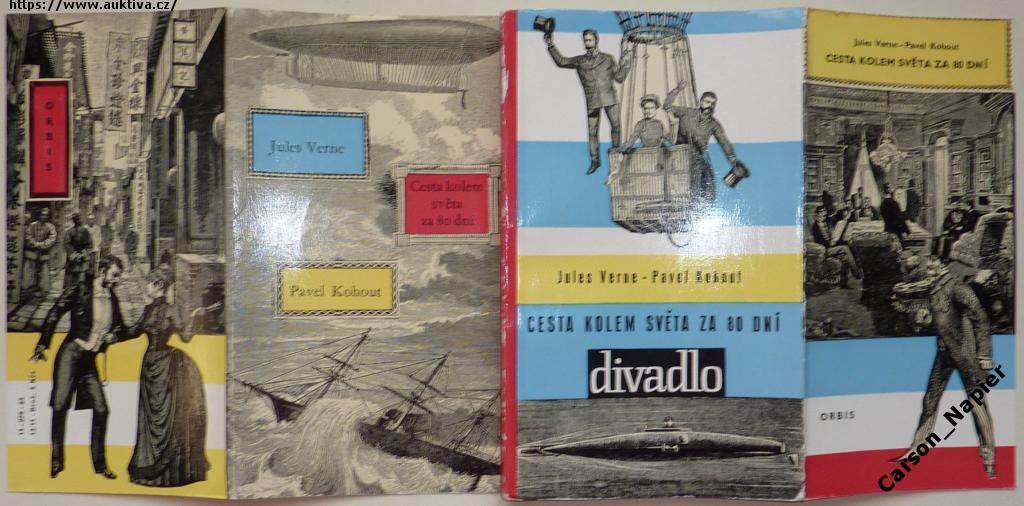 https://www.auktiva.cz/
ORBIS
Jules Verne
Cesta kolem
světa
za 80 dní
Pavel Kohout
Jules Verne - Pavel Kohout
CESTA KOLEM SVĚTA ZA 80 DNÍ
divadlo
Jules Verne - Pavel Kohout
CESTA KOLEM SVĚTA ZA 80 DNÍ
ORBIS
Carson_Napier